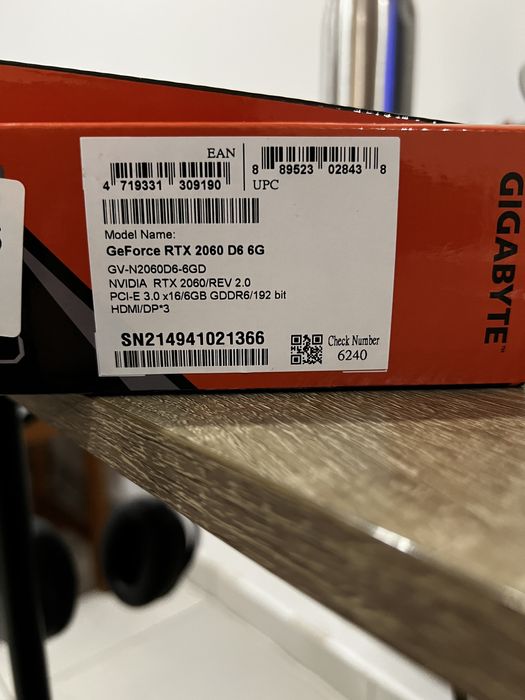 EAN
4 719331 309190
8 89523 02843 8
UPC
Model Name:
GeForce RTX 2060 D6 6G
GV-N2060D6-6GD
NVIDIA RTX 2060/REV 2.0
PCI-E 3.0 x16/6GB GDDR6/192 bit
HDMI/DP*3
SN214941021366
Check Number
6240
GIGABYTE™